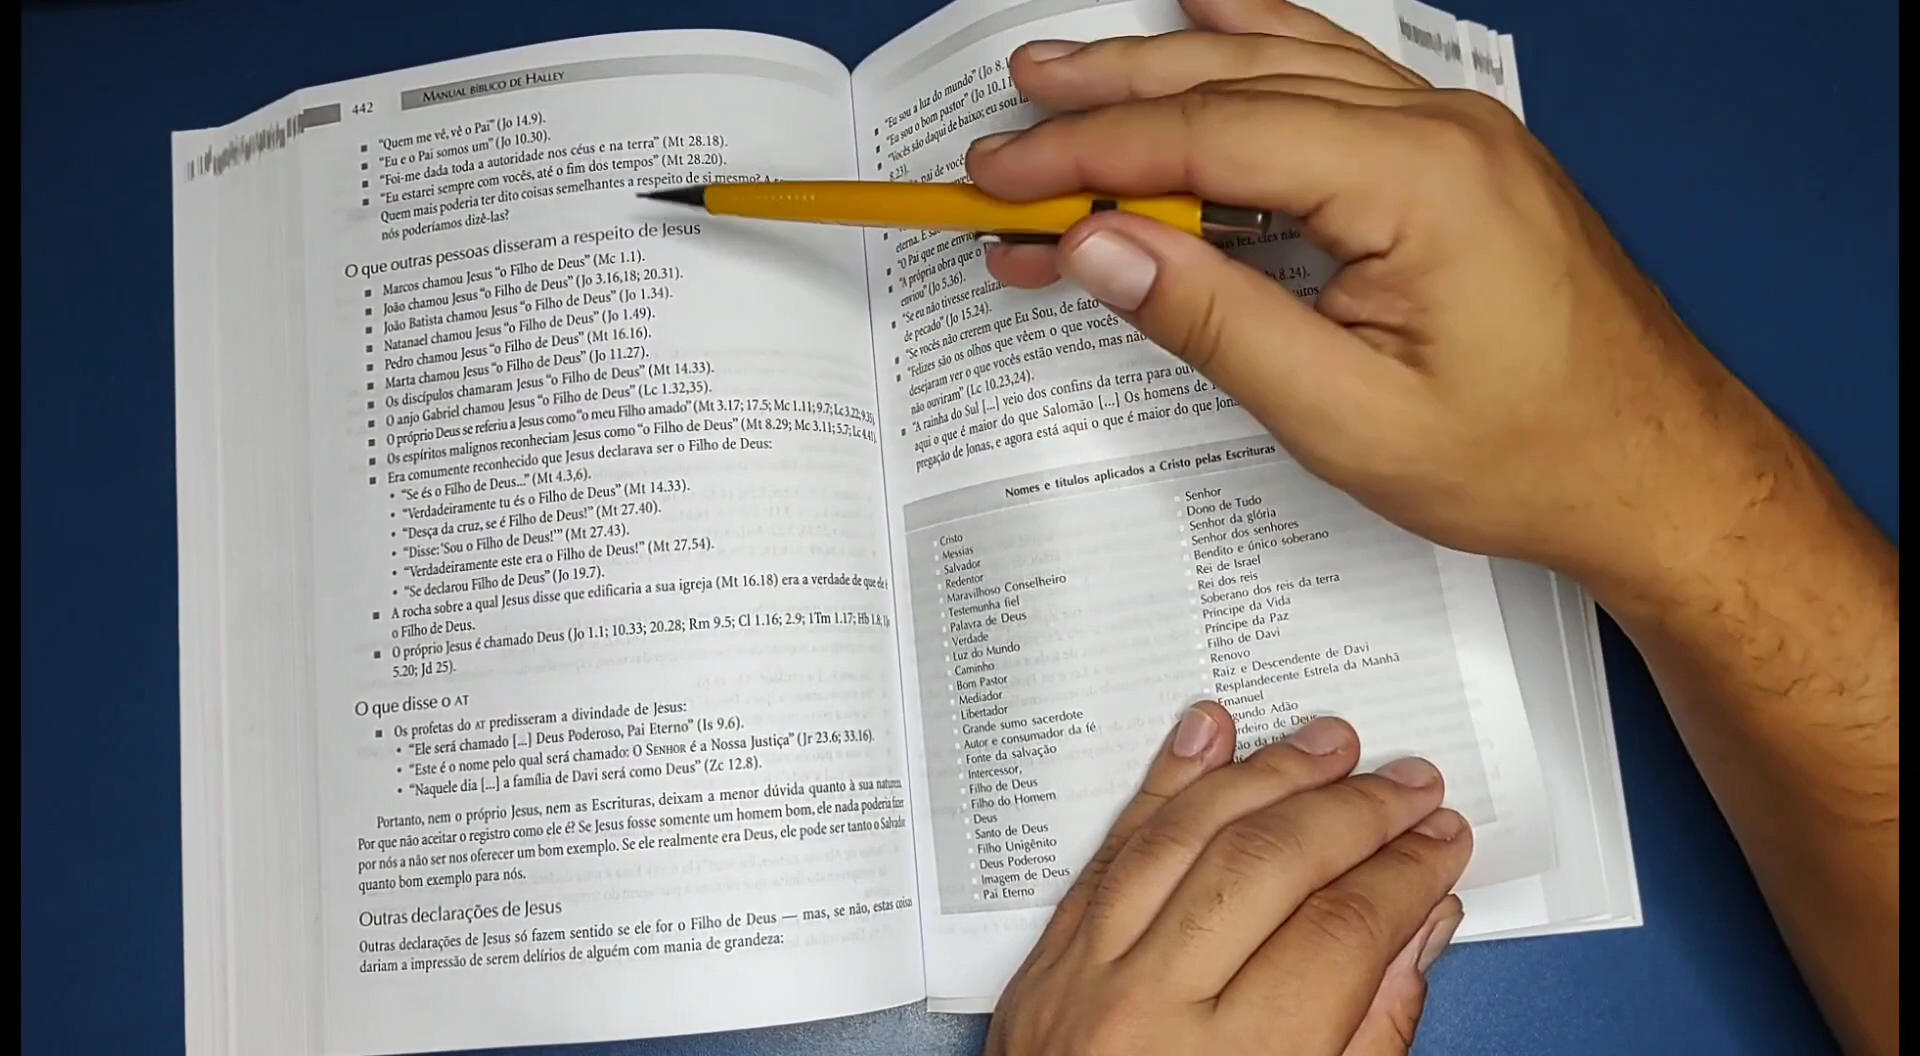 442
MANUAL BÍBLICO DE HALLEY
■ “Quem me vê, vê o Pai” (Jo 14.9).
■ “Eu e o Pai somos um” (Jo 10.30).
■ “Foi-me dada toda a autoridade nos céus e na terra” (Mt 28.18).
■ “Eu estarei sempre com vocês, até o fim dos tempos” (Mt 28.20).
Quem mais poderia ter dito coisas semelhantes a respeito de si mesmo?
nós poderíamos dizê-las?
O que outras pessoas disseram a respeito de Jesus
■ Marcos chamou Jesus “o Filho de Deus” (Mc 1.1).
■ João chamou Jesus “o Filho de Deus” (Jo 3.16,18; 20.31).
■ João Batista chamou Jesus “o Filho de Deus” (Jo 1.34).
■ Natanael chamou Jesus “o Filho de Deus” (Jo 1.49).
■ Pedro chamou Jesus “o Filho de Deus” (Mt 16.16).
■ Marta chamou Jesus “o Filho de Deus” (Jo 11.27).
■ Os discípulos chamaram Jesus “o Filho de Deus” (Mt 14.33).
■ O anjo Gabriel chamou Jesus “o Filho de Deus” (Lc 1.32,35).
■ O próprio Deus se referiu a Jesus como “o meu Filho amado” (Mt 3.17; 17.5; Mc 1.11; 9.7; Lc 3.22; 9.35).
■ Os espíritos malignos reconheciam Jesus como “o Filho de Deus” (Mt 8.29; Mc 3.11; 5.7; Lc 4.41).
■ Era comumente reconhecido que Jesus declarava ser o Filho de Deus:
• “Se és o Filho de Deus...” (Mt 4.3,6).
• “Verdadeiramente tu és o Filho de Deus” (Mt 14.33).
• “Desça da cruz, se é Filho de Deus!” (Mt 27.40).
• “Disse: ‘Sou o Filho de Deus!’” (Mt 27.43).
• “Verdadeiramente este era o Filho de Deus!” (Mt 27.54).
• “Se declarou Filho de Deus” (Jo 19.7).
■ A rocha sobre a qual Jesus disse que edificaria a sua igreja (Mt 16.18) era a verdade de que ele é
o Filho de Deus.
■ O próprio Jesus é chamado Deus (Jo 1.1; 10.33; 20.28; Rm 9.5; Cl 1.16; 2.9; 1Tm 1.17; Hb 1.8;
5.20; Jd 25).
O que disse o AT
■ Os profetas do AT predisseram a divindade de Jesus:
• “Ele será chamado [...] Deus Poderoso, Pai Eterno” (Is 9.6).
• “Este é o nome pelo qual será chamado: O SENHOR é a Nossa Justiça” (Jr 23.6; 33.16).
• “Naquele dia [...] a família de Davi será como Deus” (Zc 12.8).
Portanto, nem o próprio Jesus, nem as Escrituras, deixam a menor dúvida quanto à sua natureza.
Por que não aceitar o registro como ele é? Se Jesus fosse somente um homem bom, ele nada poderia fazer
por nós a não ser nos oferecer um bom exemplo. Se ele realmente era Deus, ele pode ser tanto o Salvador
quanto bom exemplo para nós.
Outras declarações de Jesus
Outras declarações de Jesus só fazem sentido se ele for o Filho de Deus — mas, se não, estas coisas
dariam a impressão de serem delírios de alguém com mania de grandeza:
■ “Eu sou a luz do mundo” (Jo 8.
■ “Eu sou o bom pastor” (Jo 10.11
■ “Vocês são daqui de baixo; eu sou
8.23).
pai de você
eterna. E
■ “O Pai que me enviou
■ “A própria obra que o
enviou” (Jo 5.36).
■ “Se eu não tivesse realiza
de pecado” (Jo 15.24).
■ “Se vocês não crerem que Eu Sou, de fato 8.24).
■ “Felizes são os olhos que vêem o que vocês
desejaram ver o que vocês estão vendo, mas não
não ouviram” (Lc 10.23,24).
■ “A rainha do Sul [...] veio dos confins da terra para
aqui o que é maior do que Salomão [...] Os homens de
pregação de Jonas, e agora está aqui o que é maior do que
Nomes e títulos aplicados a Cristo pelas Escrituras
Cristo
Messias
Salvador
Redentor
Maravilhoso Conselheiro
Testemunha fiel
Palavra de Deus
Verdade
Luz do Mundo
Caminho
Bom Pastor
Mediador
Libertador
Grande sumo sacerdote
Autor e consumador da fé
Fonte da salvação
Intercessor,
Filho de Deus
Filho do Homem
Deus
Santo de Deus
Filho Unigênito
Deus Poderoso
Imagem de Deus
Pai Eterno
Senhor
Dono de Tudo
Senhor da glória
Senhor dos senhores
Bendito e único soberano
Rei de Israel
Rei dos reis
Soberano dos reis da terra
Príncipe da Vida
Príncipe da Paz
Filho de Davi
Renovo
Raiz e Descendente de Davi
Resplandecente Estrela da Manhã
Emanuel
gundo Adão
rdeiro de Deus